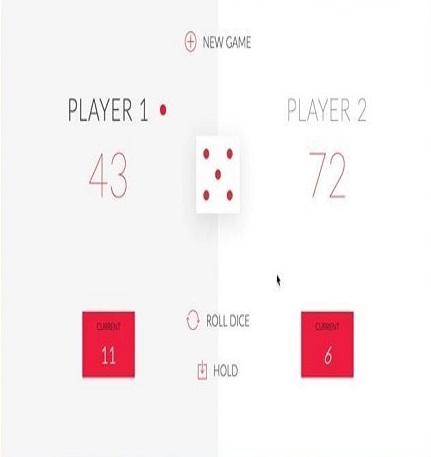 NEW GAME
PLAYER 1
PLAYER 2
43
72
ROLL DICE
CURRENT
CURRENT
11
6
HOLD